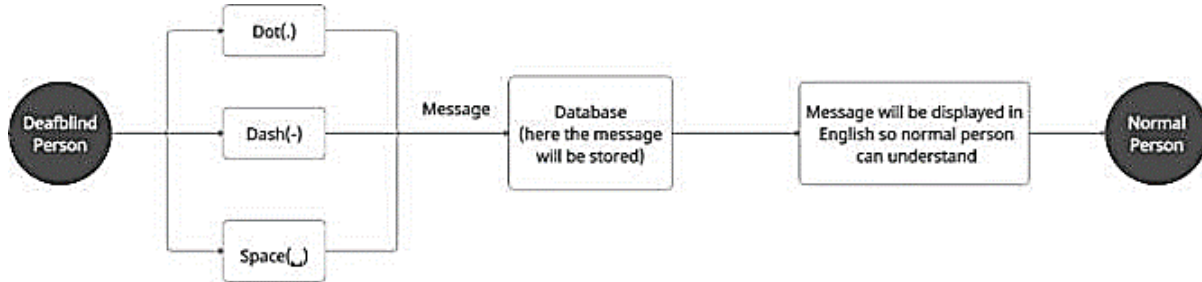 Deafblind
Person
Dot(.)
Dash(-)
Space(␣)
Message
Database
(here the message
will be stored)
Message will be displayed in
English so normal person
can understand
Normal
Person